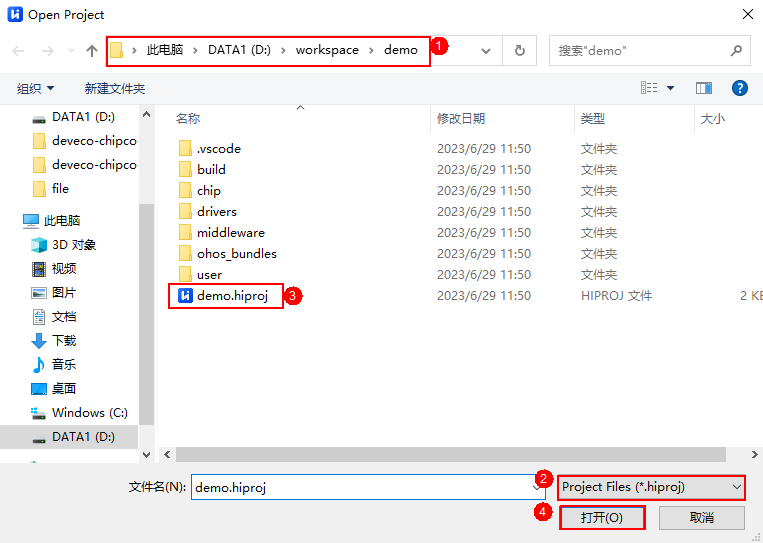 Open Project
此电脑 DATA1 (D:) workspace demo 1 搜索"demo"
组织 新建文件夹
DATA1 (D:)
deveco-chipco
deveco-chipco
file
此电脑
3D 对象
视频
图片
文档
下载
音乐
桌面
Windows (C:)
DATA1 (D:)
名称 修改日期 类型 大小
.vscode 2023/6/29 11:50 文件夹
build 2023/6/29 11:50 文件夹
chip 2023/6/29 11:50 文件夹
drivers 2023/6/29 11:50 文件夹
middleware 2023/6/29 11:50 文件夹
ohos_bundles 2023/6/29 11:50 文件夹
user 2023/6/29 11:50 文件夹
demo.hiproj 3 2023/6/29 11:50 HIPROJ 文件 2 KB
文件名(N): demo.hiproj 2 Project Files (*.hiproj)
4 打开(O) 取消